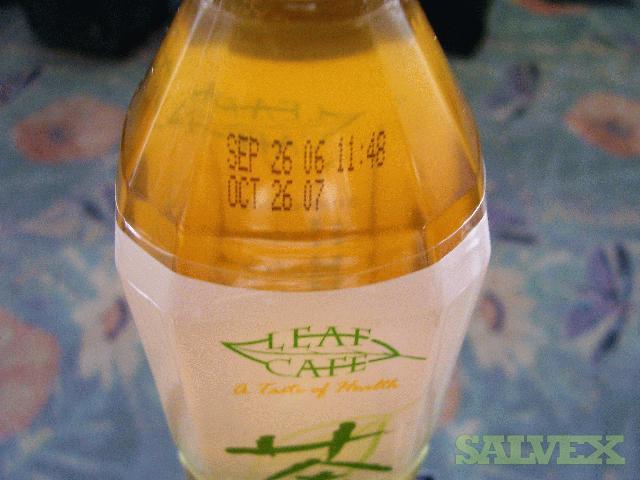 SEP 26 06 11:48
OCT 26 07
LEAF
CAFE
A Taste of Health
茶
SALVEX